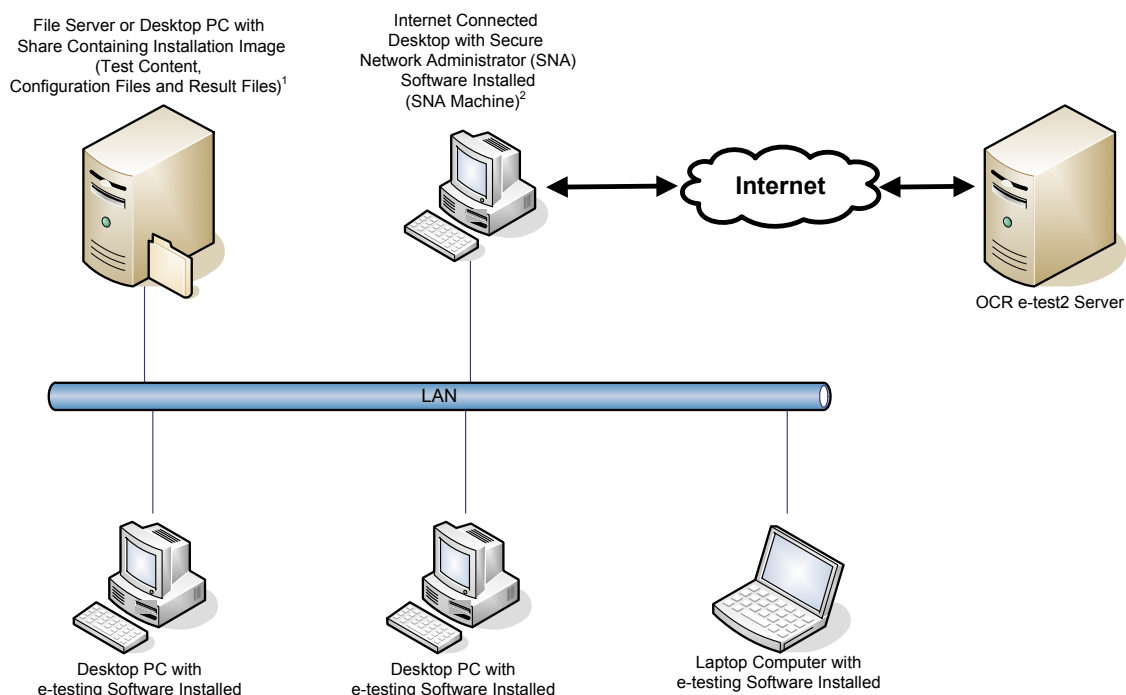 File Server or Desktop PC with
Share Containing Installation Image
(Test Content,
Configuration Files and Result Files)1
Internet Connected
Desktop with Secure
Network Administrator (SNA)
Software Installed
(SNA Machine)2
Internet
OCR e-test2 Server
LAN
Desktop PC with
e-testing Software Installed
Desktop PC with
e-testing Software Installed
Laptop Computer with
e-testing Software Installed